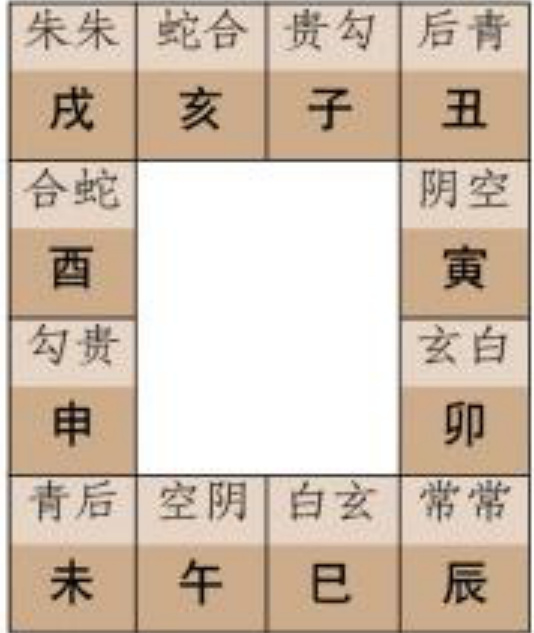 朱朱 蛇合 贵勾 后青
戌 亥 子 丑
合蛇 阴空
酉 寅
勾贵 玄白
申 卯
青后 空阴 白玄 常常
未 午 巳 辰